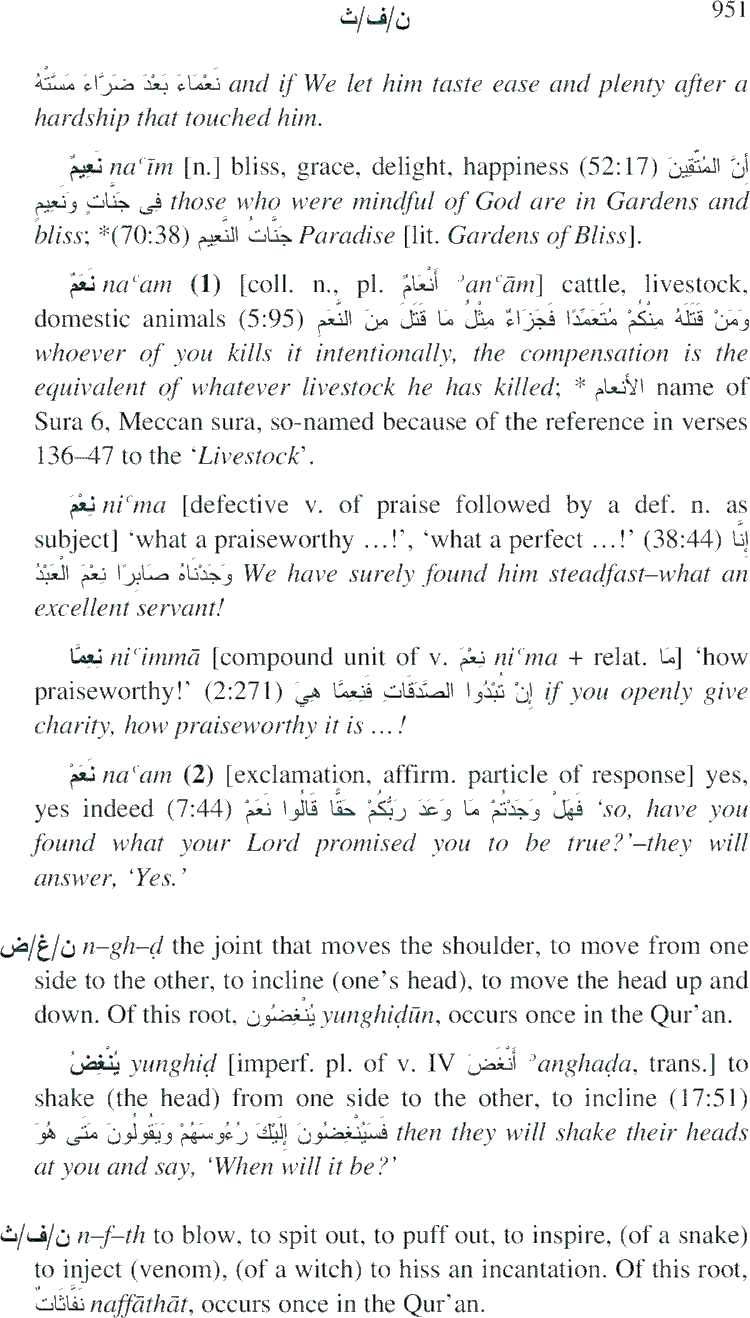 ن/ف/ث 951
نَعْمَاءَ بَعْدَ ضَرَّاءَ مَسَّتْهُ and if We let him taste ease and plenty after a
hardship that touched him.
نَعِيمٌ naʿīm [n.] bliss, grace, delight, happiness (52:17) أَنَّ المُتَّقِينَ
فِي جَنَّاتٍ وَنَعِيمٍ those who were mindful of God are in Gardens and
bliss; *(70:38) جَنَّاتُ النَّعِيمِ Paradise [lit. Gardens of Bliss].
نَعَمٌ naʿam (1) [coll. n., pl. أَنْعَامٌ ʾanʿām] cattle, livestock,
domestic animals (5:95) وَمَنْ قَتَلَهُ مِنْكُمْ مُتَعَمِّدًا فَجَزَاءٌ مِثْلُ مَا قَتَلَ مِنَ النَّعَمِ
whoever of you kills it intentionally, the compensation is the
equivalent of whatever livestock he has killed; * الأنعام name of
Sura 6, Meccan sura, so-named because of the reference in verses
136–47 to the ‘Livestock’.
نِعْمَ niʿma [defective v. of praise followed by a def. n. as
subject] ‘what a praiseworthy ...!’, ‘what a perfect ...!’ (38:44) إِنَّا
وَجَدْنَاهُ صَابِرًا نِعْمَ الْعَبْدُ We have surely found him steadfast–what an
excellent servant!
نِعِمَّا niʿimmā [compound unit of v. نِعْمَ niʿma + relat. مَا] ‘how
praiseworthy!’ (2:271) إِنْ تُبْدُوا الصَّدَقَاتِ فَنِعِمَّا هِيَ if you openly give
charity, how praiseworthy it is ...!
نَعَمْ naʿam (2) [exclamation, affirm. particle of response] yes,
yes indeed (7:44) فَهَلْ وَجَدْتُمْ مَا وَعَدَ رَبُّكُمْ حَقًّا قَالُوا نَعَمْ ‘so, have you
found what your Lord promised you to be true?’–they will
answer, ‘Yes.’
ن/غ/ض n–gh–ḍ the joint that moves the shoulder, to move from one
side to the other, to incline (one’s head), to move the head up and
down. Of this root, يُنْغِضُون yunghiḍūn, occurs once in the Qur’an.
يُنْغِضُ yunghiḍ [imperf. pl. of v. IV أَنْغَضَ ʾanghaḍa, trans.] to
shake (the head) from one side to the other, to incline (17:51)
فَسَيُنْغِضُونَ إِلَيْكَ رُءُوسَهُمْ وَيَقُولُونَ مَتَى هُوَ then they will shake their heads
at you and say, ‘When will it be?’
ن/ف/ث n–f–th to blow, to spit out, to puff out, to inspire, (of a snake)
to inject (venom), (of a witch) to hiss an incantation. Of this root,
نَفَّاثَاتٌ naffāthāt, occurs once in the Qur’an.